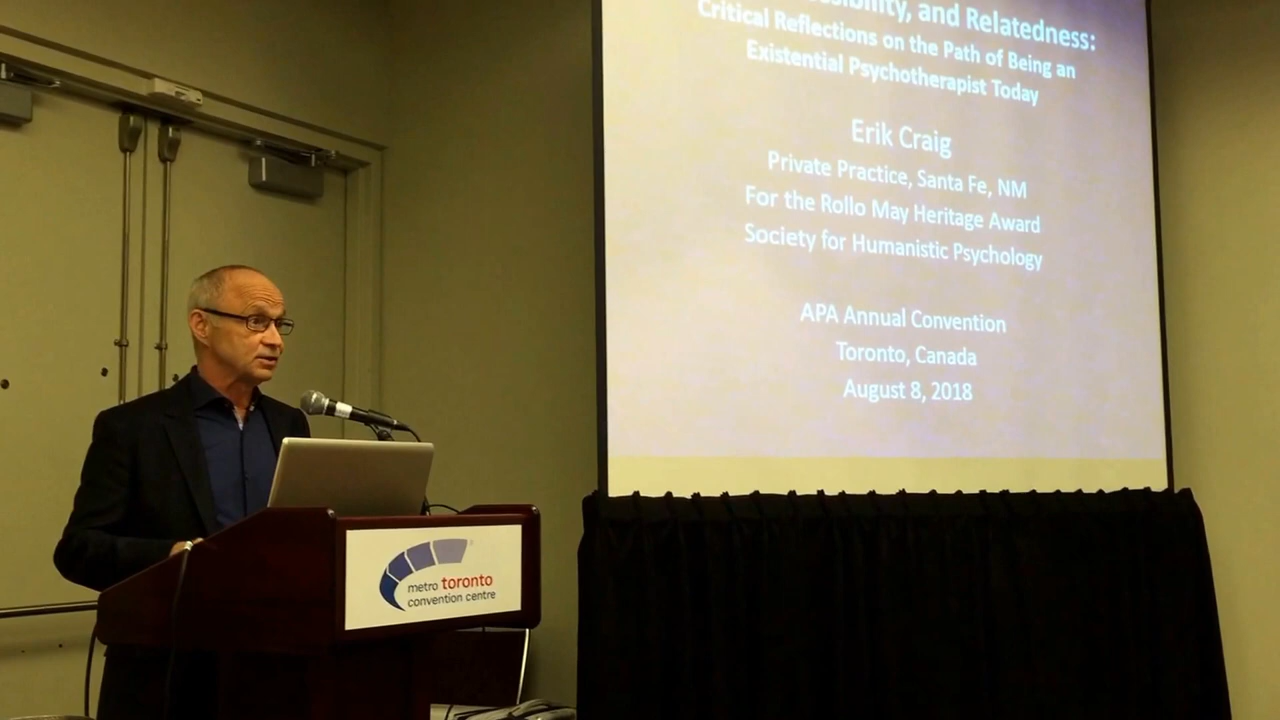 and Relatedness:
Critical Reflections on the Path of Being an
Existential Psychotherapist Today
Erik Craig
Private Practice, Santa Fe, NM
For the Rollo May Heritage Award
Society for Humanistic Psychology
APA Annual Convention
Toronto, Canada
August 8, 2018
metro toronto
convention centre